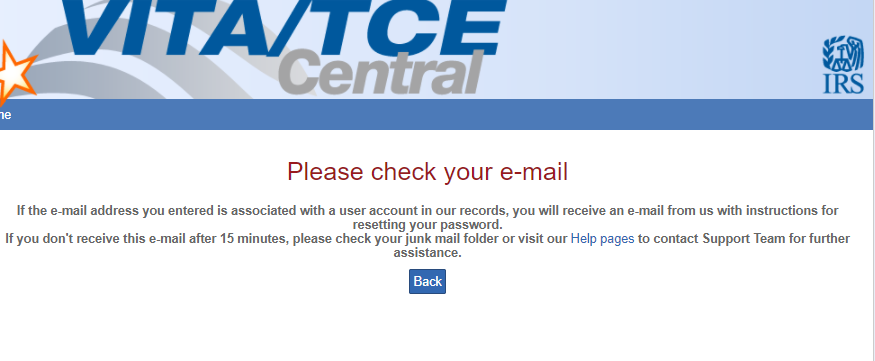 VITA/TCE
Central
IRS
ne
Please check your e-mail
If the e-mail address you entered is associated with a user account in our records, you will receive an e-mail from us with instructions for
resetting your password.
If you don't receive this e-mail after 15 minutes, please check your junk mail folder or visit our Help pages to contact Support Team for further
assistance.
Back